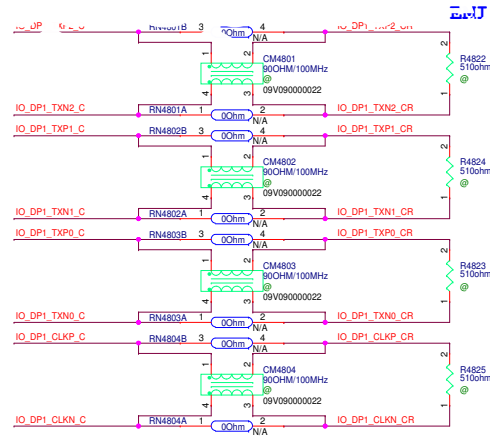 EMI
IO_DP1_TXP2_C RN4801B 3 0Ohm 4 IO_DP1_TXP2_CR
N/A
1 2 CM4801 R4822
90OHM/100MHz 2 510ohm
@ @
4 3 09V090000022 1
IO_DP1_TXN2_C RN4801A 1 0Ohm 2 IO_DP1_TXN2_CR
N/A
IO_DP1_TXP1_C RN4802B 3 0Ohm 4 IO_DP1_TXP1_CR
N/A
1 2 CM4802 R4824
90OHM/100MHz 2 510ohm
@ @
4 3 09V090000022 1
IO_DP1_TXN1_C RN4802A 1 0Ohm 2 IO_DP1_TXN1_CR
N/A
IO_DP1_TXP0_C RN4803B 3 0Ohm 4 IO_DP1_TXP0_CR
N/A
1 2 CM4803 R4823
90OHM/100MHz 2 510ohm
@ @
4 3 09V090000022 1
IO_DP1_TXN0_C RN4803A 1 0Ohm 2 IO_DP1_TXN0_CR
N/A
IO_DP1_CLKP_C RN4804B 3 0Ohm 4 IO_DP1_CLKP_CR
N/A
1 2 CM4804 R4825
90OHM/100MHz 2 510ohm
@ @
4 3 09V090000022 1
IO_DP1_CLKN_C RN4804A 1 0Ohm 2 IO_DP1_CLKN_CR
N/A